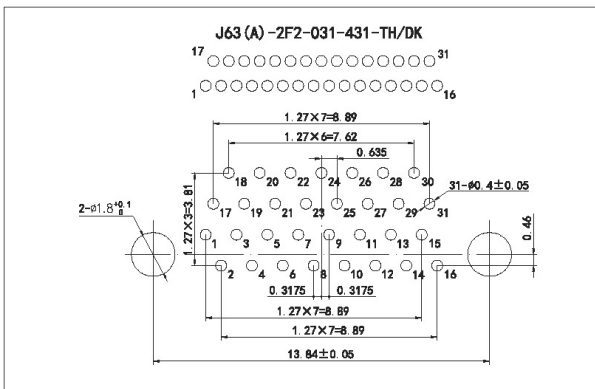 J63(A)-2F2-031-431-TH/DK
17 31
1 16
1.27×7=8.89
1.27×6=7.62
0.635
18 20 22 24 26 28 30
31-ø0.4±0.05
1.27×3=3.81
2-ø1.8+0.1 0
17 19 21 23 25 27 29 31
0.46
1 3 5 7 9 11 13 15
2 4 6 8 10 12 14 16
0.3175 0.3175
1.27×7=8.89
1.27×7=8.89
13.84±0.05